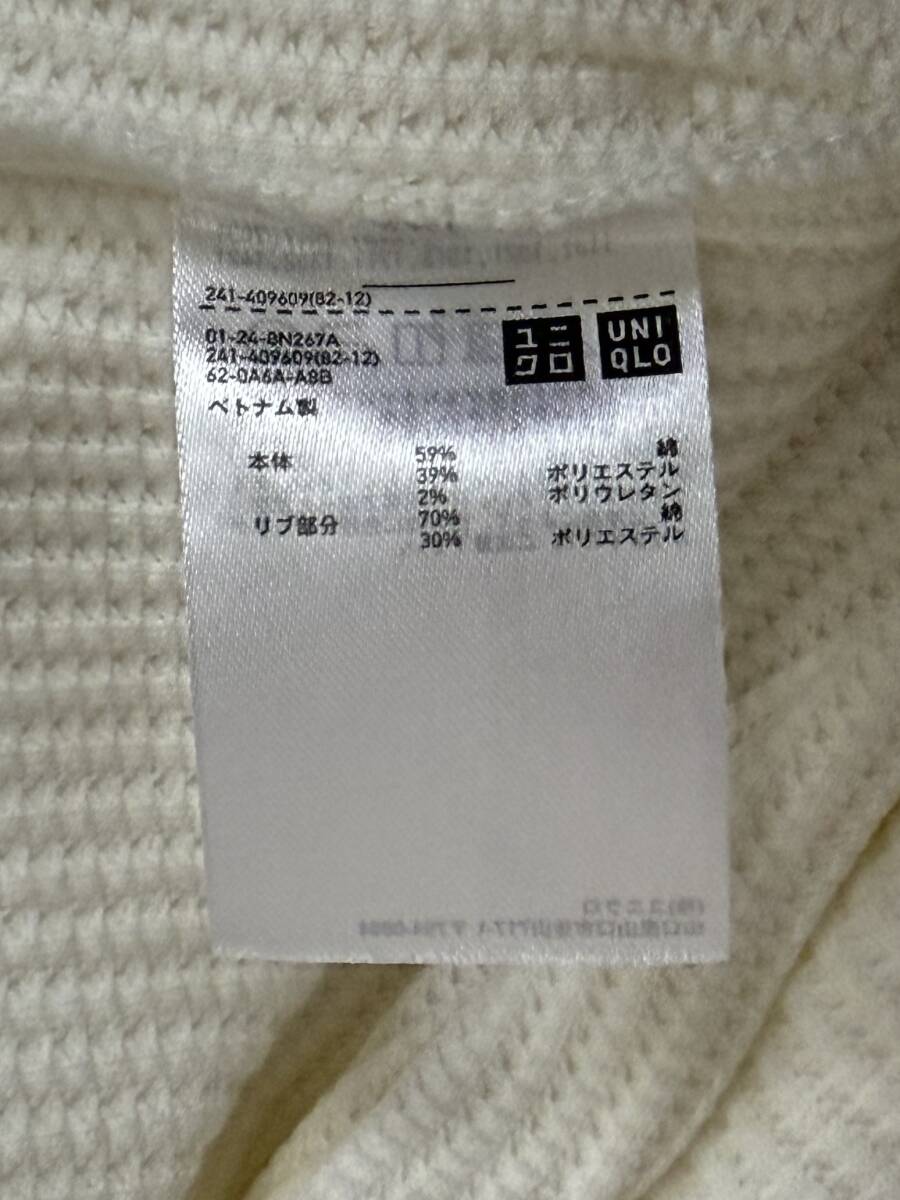 241-409609(82-12)
01-24-BN267A
241-409609(82-12)
62-0A6A-A8B
ユニ
クロ
UNI
QLO
ベトナム製
本体 59% 綿
39% ポリエステル
2% ポリウレタン
リブ部分 70% 綿
30% ポリエステル